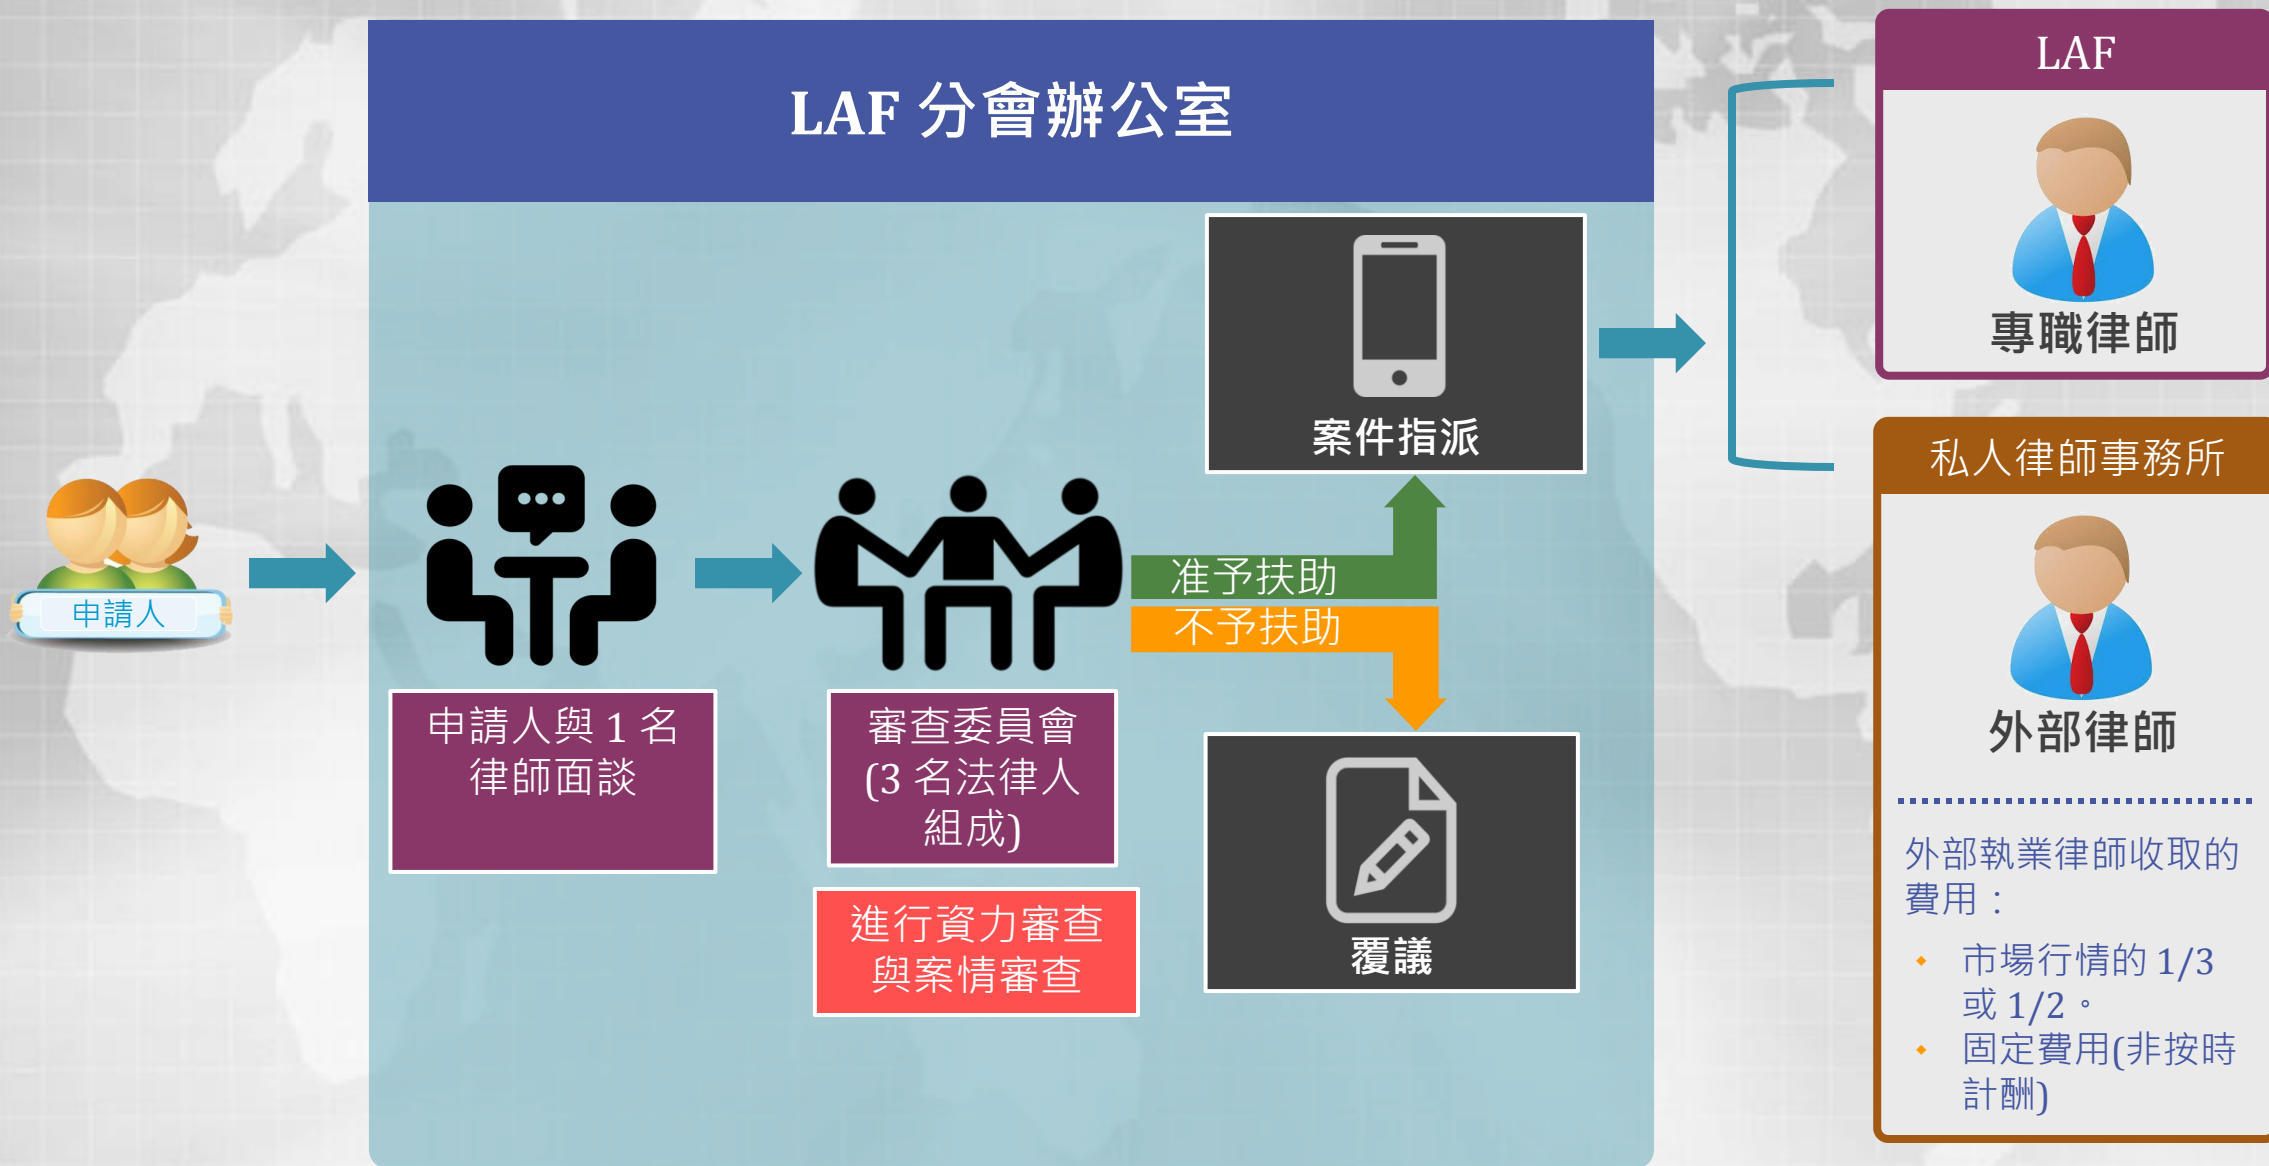 LAF 分會辦公室
申請人
申請人與 1 名
律師面談
審查委員會
(3 名法律人
組成)
進行資力審查
與案情審查
准予扶助
不予扶助
案件指派
覆議
LAF
專職律師
私人律師事務所
外部律師
外部執業律師收取的
費用：
市場行情的 1/3
或 1/2。
固定費用(非按時
計酬)